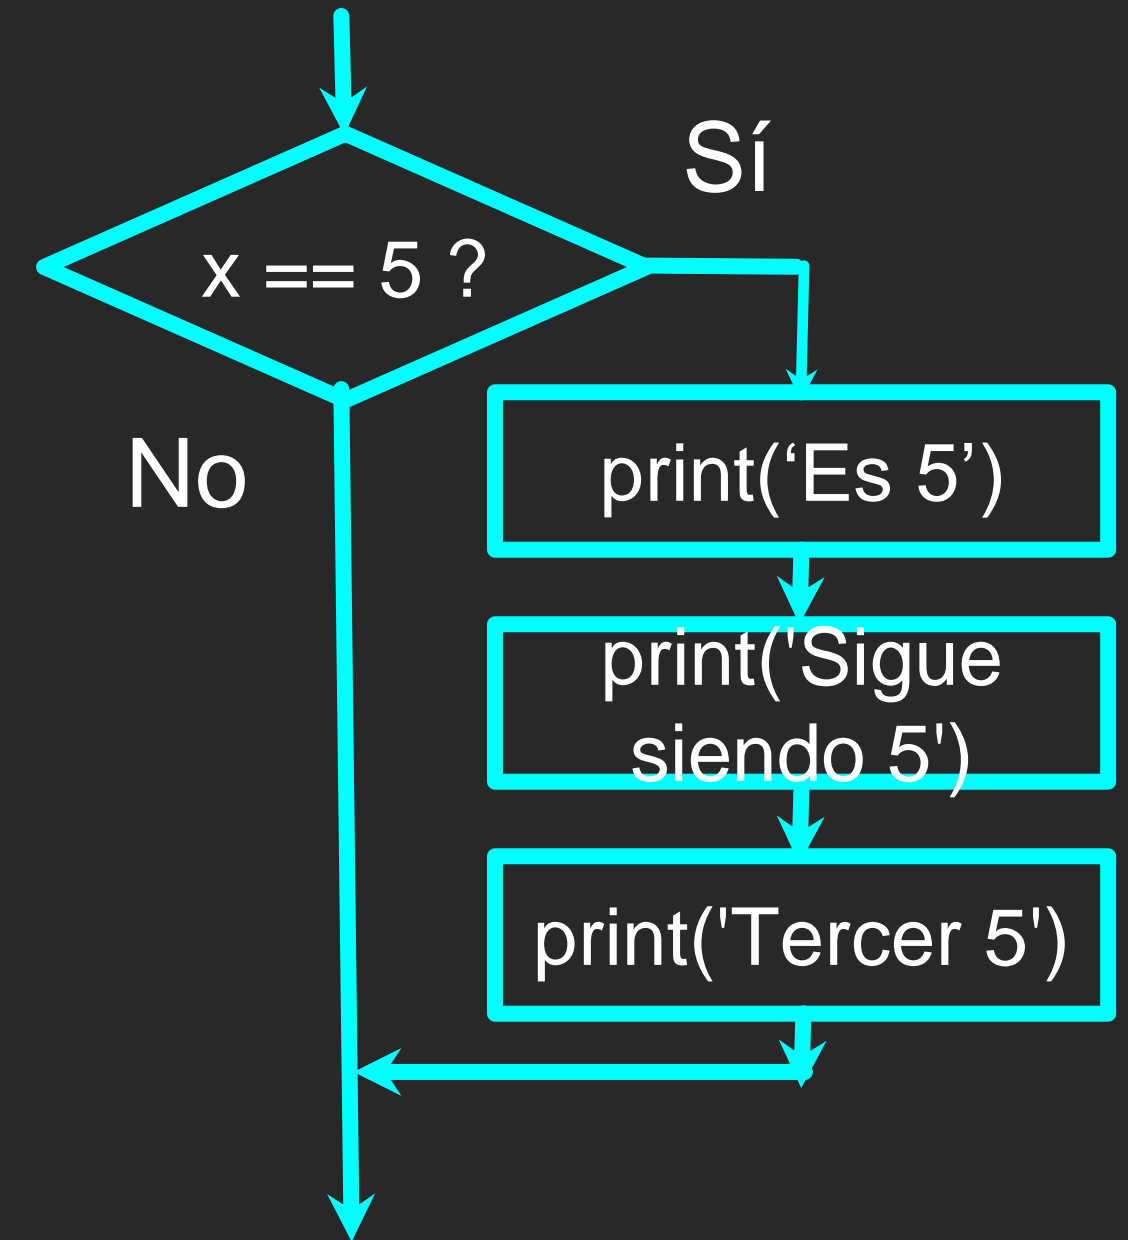 Sí
x == 5 ?
No
print(‘Es 5’)
print('Sigue
siendo 5')
print('Tercer 5')